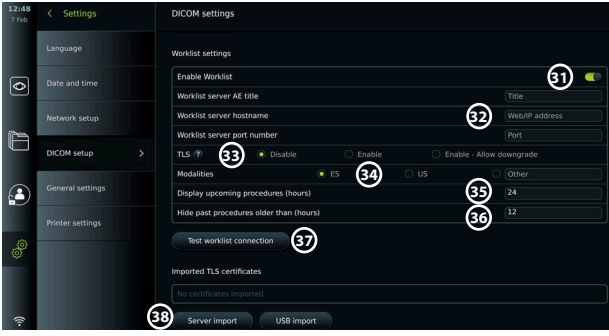 12:48
7 Feb
Settings
DICOM settings
Language
Date and time
Network setup
DICOM setup
General settings
Printer settings
Worklist settings
Enable Worklist 31
Worklist server AE title Title
Worklist server hostname 32 Web/IP address
Worklist server port number Port
TLS ? 33 Disable Enable Enable - Allow downgrade
Modalities ES 34 US Other
Display upcoming procedures (hours) 35 24
Hide past procedures older than (hours) 36 12
Test worklist connection 37
Imported TLS certificates
No certificates imported
38 Server import USB import